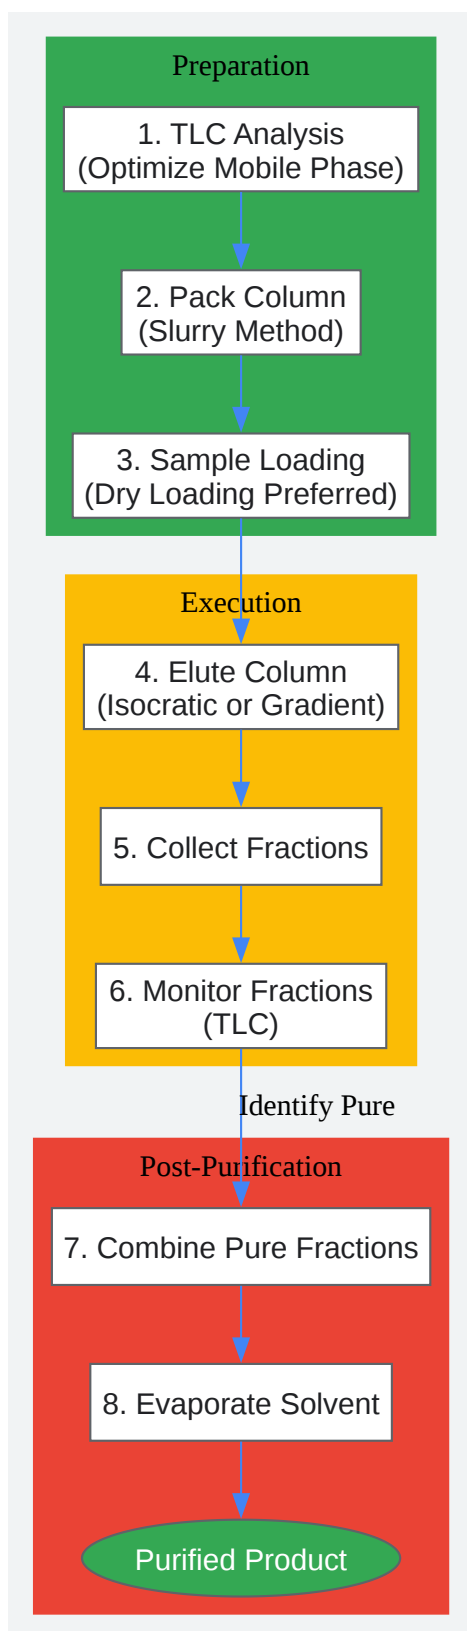 Preparation
1. TLC Analysis
(Optimize Mobile Phase)
2. Pack Column
(Slurry Method)
3. Sample Loading
(Dry Loading Preferred)
Execution
4. Elute Column
(Isocratic or Gradient)
5. Collect Fractions
6. Monitor Fractions
(TLC)
Identify Pure
Post-Purification
7. Combine Pure Fractions
8. Evaporate Solvent
Purified Product